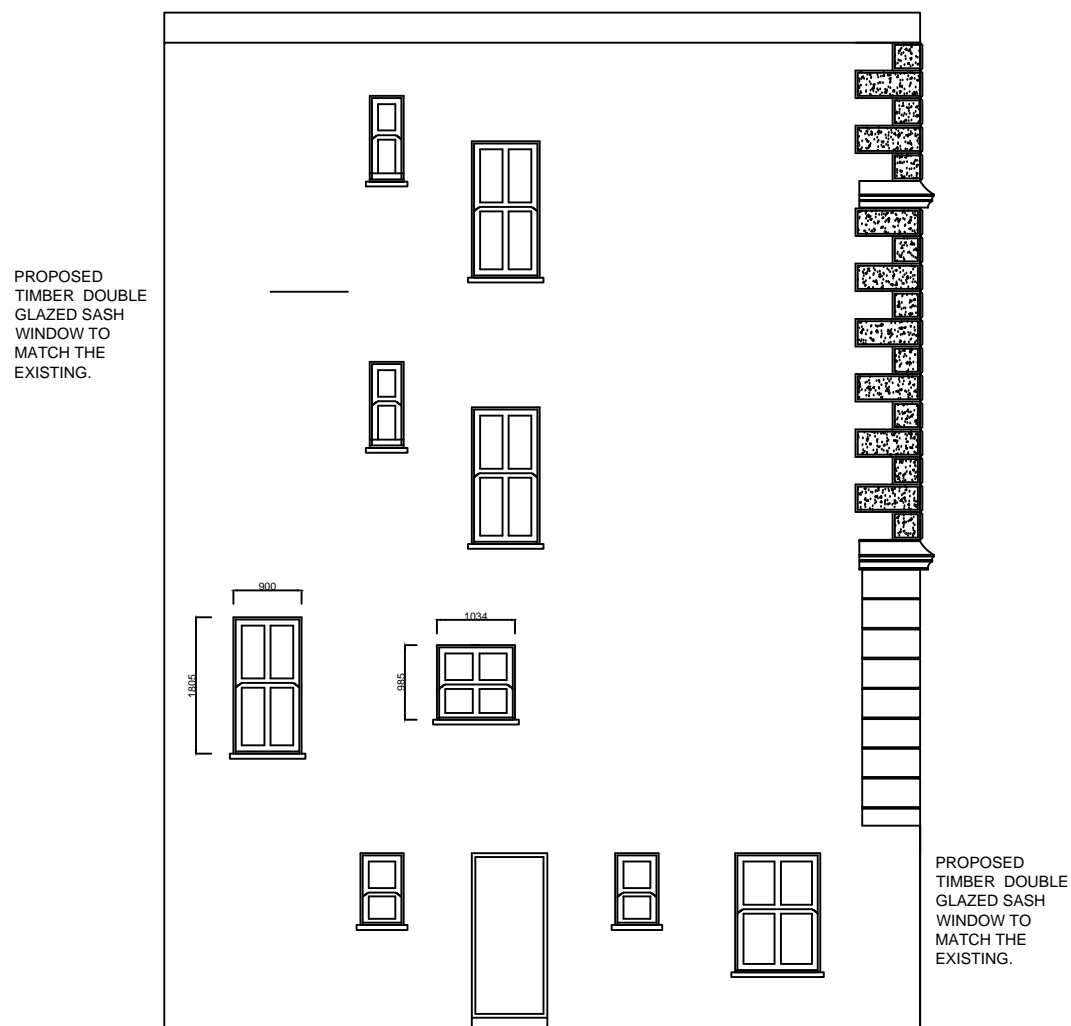 PROPOSED
TIMBER DOUBLE
GLAZED SASH
WINDOW TO
MATCH THE
EXISTING.
900
1805
1034
985
PROPOSED
TIMBER DOUBLE
GLAZED SASH
WINDOW TO
MATCH THE
EXISTING.